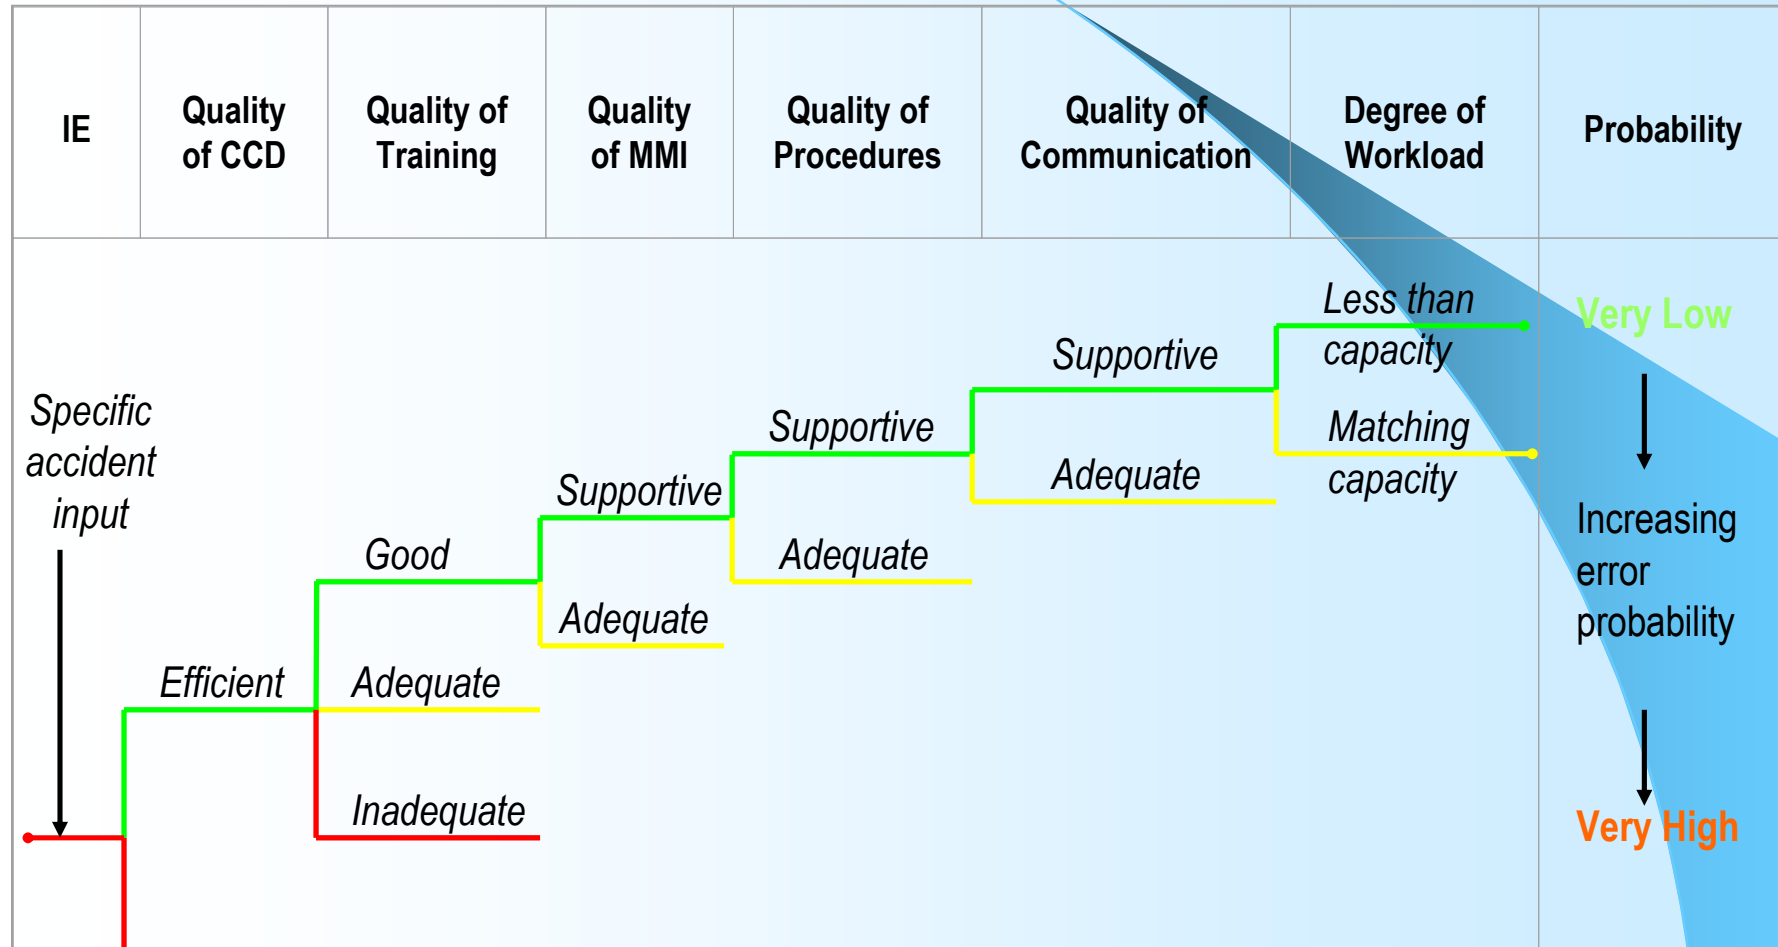 IE
Quality
of CCD
Quality of
Training
Quality
of MMI
Quality of
Procedures
Quality of
Communication
Degree of
Workload
Probability
Specific
accident
input
Efficient
Good
Adequate
Inadequate
Supportive
Adequate
Supportive
Adequate
Supportive
Adequate
Less than
capacity
Matching
capacity
Very Low
Increasing
error
probability
Very High